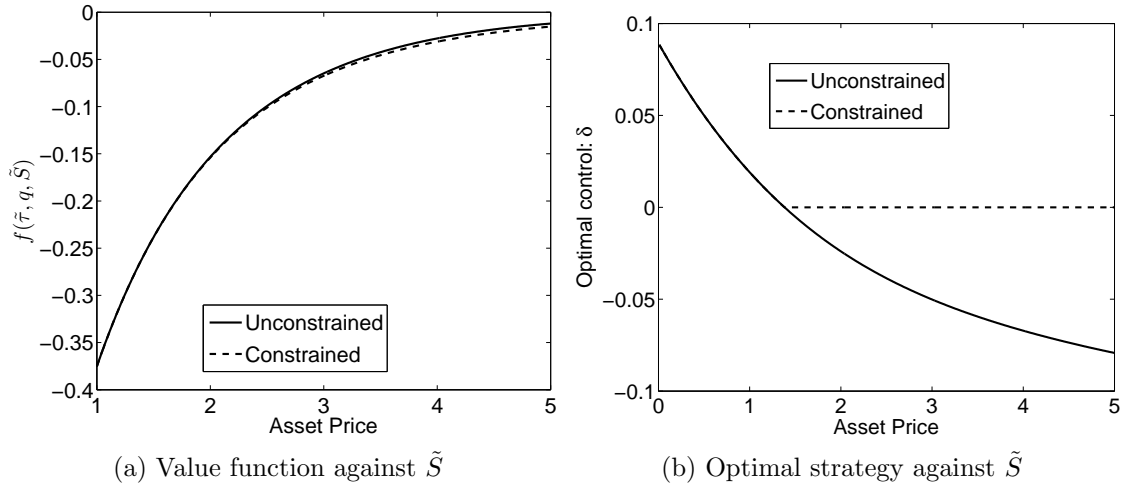 0
−0.05
−0.1
−0.15
−0.2
−0.25
−0.3
−0.35
−0.4
1 2 3 4 5
f(τ̃, q, S̃)
Asset Price
Unconstrained
Constrained
(a) Value function against S̃
0.1
0.05
0
−0.05
−0.1
0 1 2 3 4 5
Optimal control: δ
Asset Price
Unconstrained
Constrained
(b) Optimal strategy against S̃